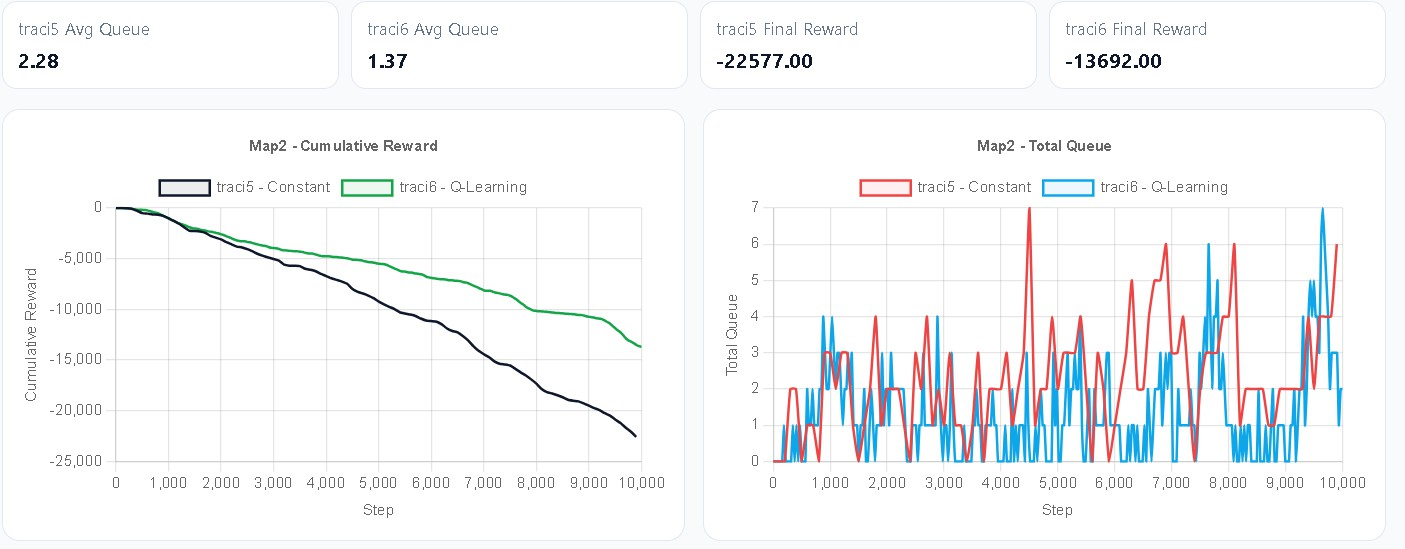 traci5 Avg Queue
2.28
traci6 Avg Queue
1.37
traci5 Final Reward
-22577.00
traci6 Final Reward
-13692.00
Map2 - Cumulative Reward
traci5 - Constant
traci6 - Q-Learning
Cumulative Reward
0
-5,000
-10,000
-15,000
-20,000
-25,000
0 1,000 2,000 3,000 4,000 5,000 6,000 7,000 8,000 9,000 10,000
Step
Map2 - Total Queue
traci5 - Constant
traci6 - Q-Learning
Total Queue
7
6
5
4
3
2
1
0
0 1,000 2,000 3,000 4,000 5,000 6,000 7,000 8,000 9,000 10,000
Step